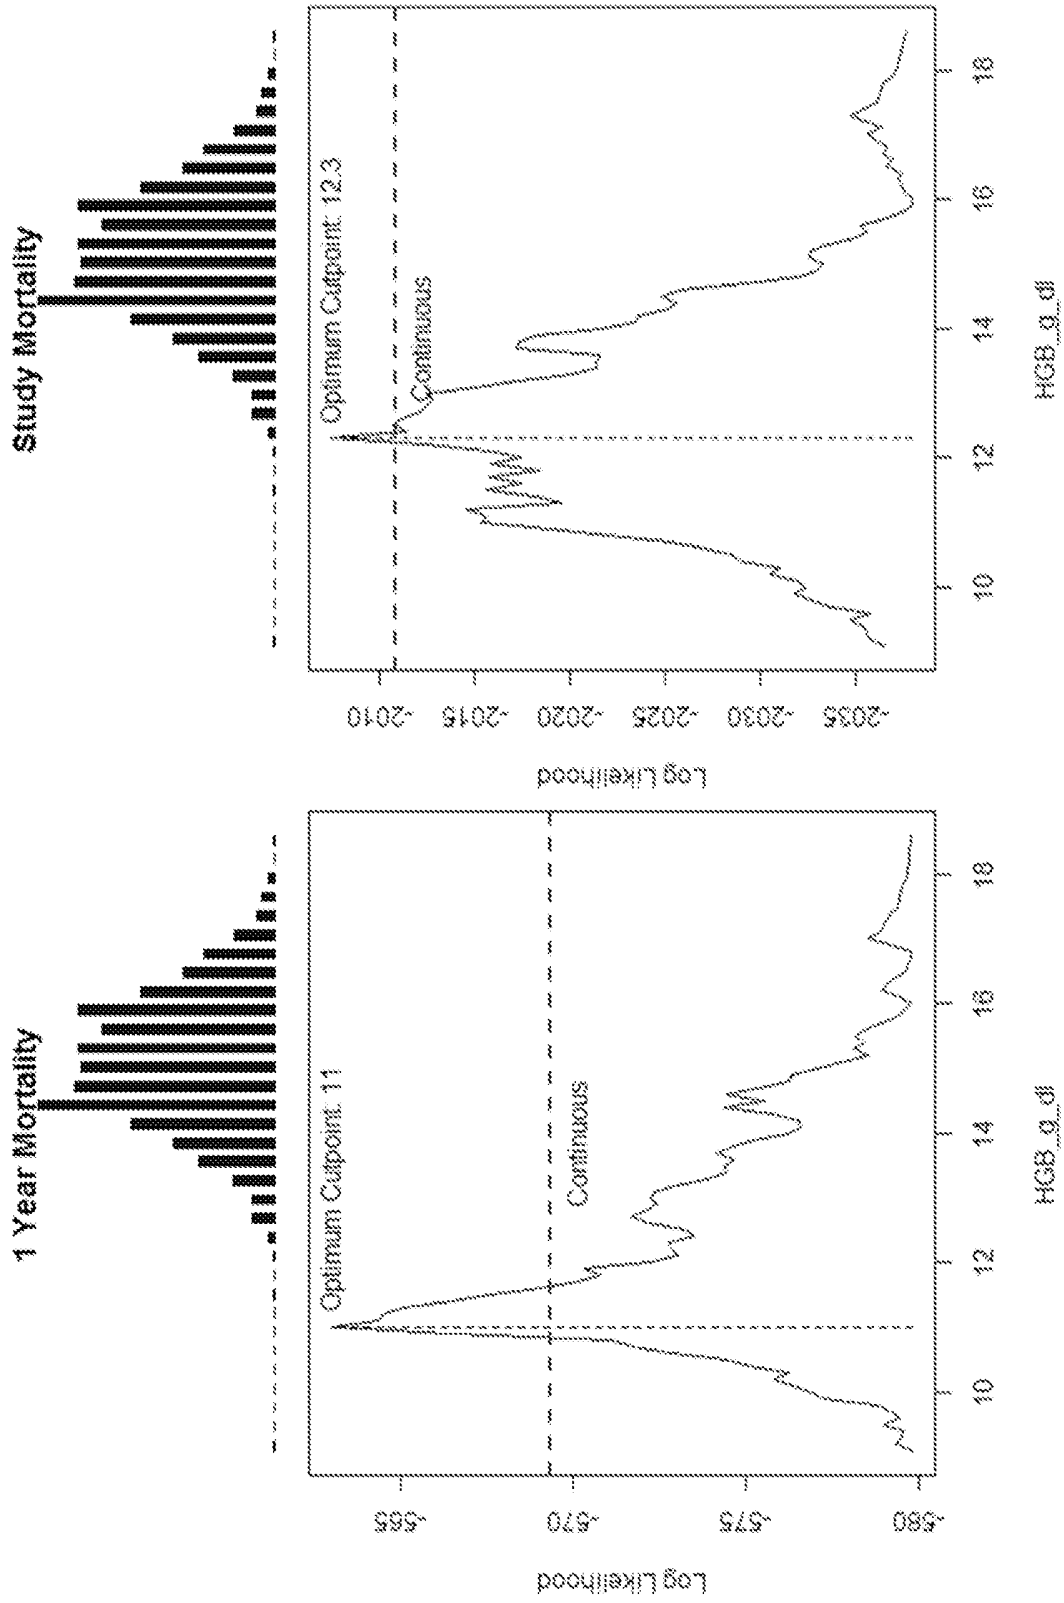 1 Year Mortality
Optimum Cutpoint: 11
Continuous
Log Likelihood
-565
-570
-575
-580
10
12
14
16
18
HGB_g_dl
Study Mortality
Optimum Cutpoint: 12.3
Continuous
Log Likelihood
-2010
-2015
-2020
-2025
-2030
-2035
10
12
14
16
18
HGB_g_dl